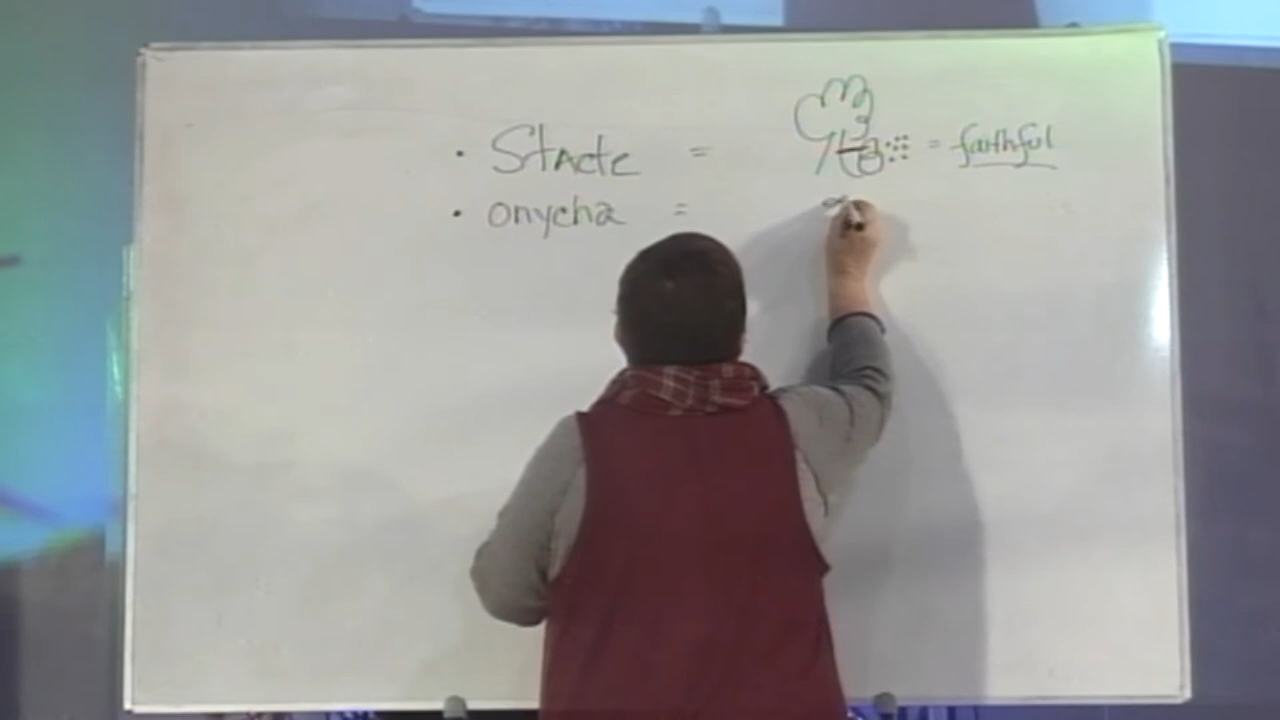 • Stacte = = faithful
• onycha =